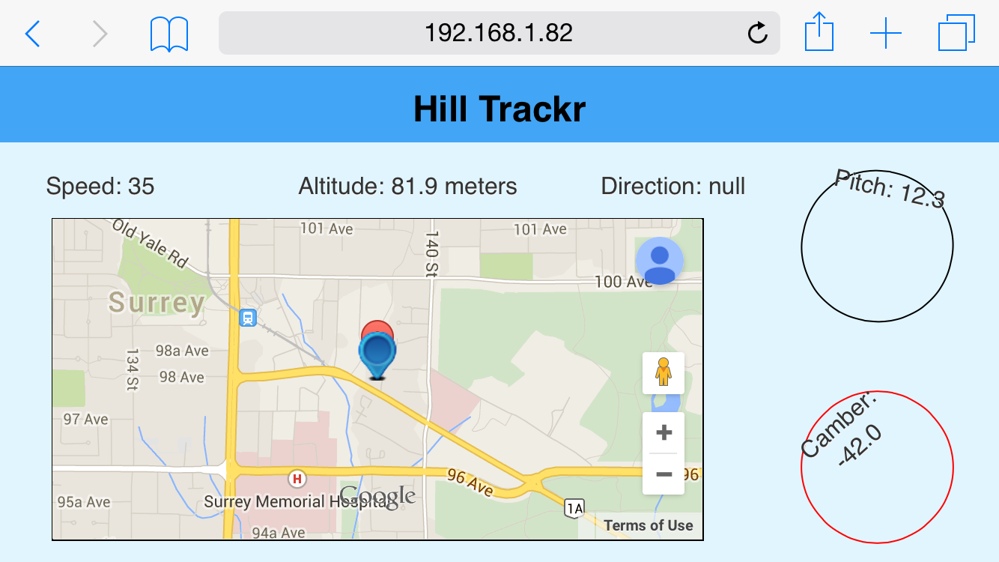 192.168.1.82
Hill Trackr
Speed: 35
Altitude: 81.9 meters
Direction: null
Pitch: 12.3
Old Yale Rd
101 Ave
101 Ave
140 St
100 Ave
Surrey
98a Ave
134 St
98 Ave
97 Ave
H
96 Ave
96
95a Ave
Surrey Memorial Hospital
Google
1A
94a Ave
Terms of Use
Camber:
-42.0